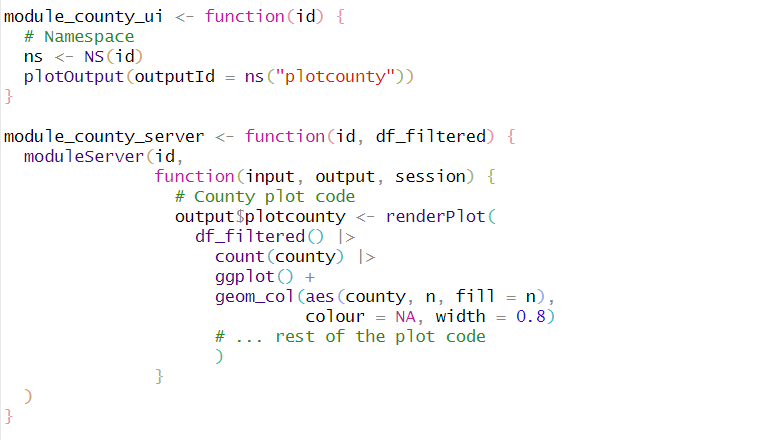 module_county_ui <- function(id) {
  # Namespace
  ns <- NS(id)
  plotOutput(outputId = ns("plotcounty"))
}

module_county_server <- function(id, df_filtered) {
  moduleServer(id,
               function(input, output, session) {
                 # County plot code
                 output$plotcounty <- renderPlot(
                   df_filtered() |>
                     count(county) |>
                     ggplot() +
                     geom_col(aes(county, n, fill = n),
                              colour = NA, width = 0.8)
                     # ... rest of the plot code
                     )
               }
  )
}